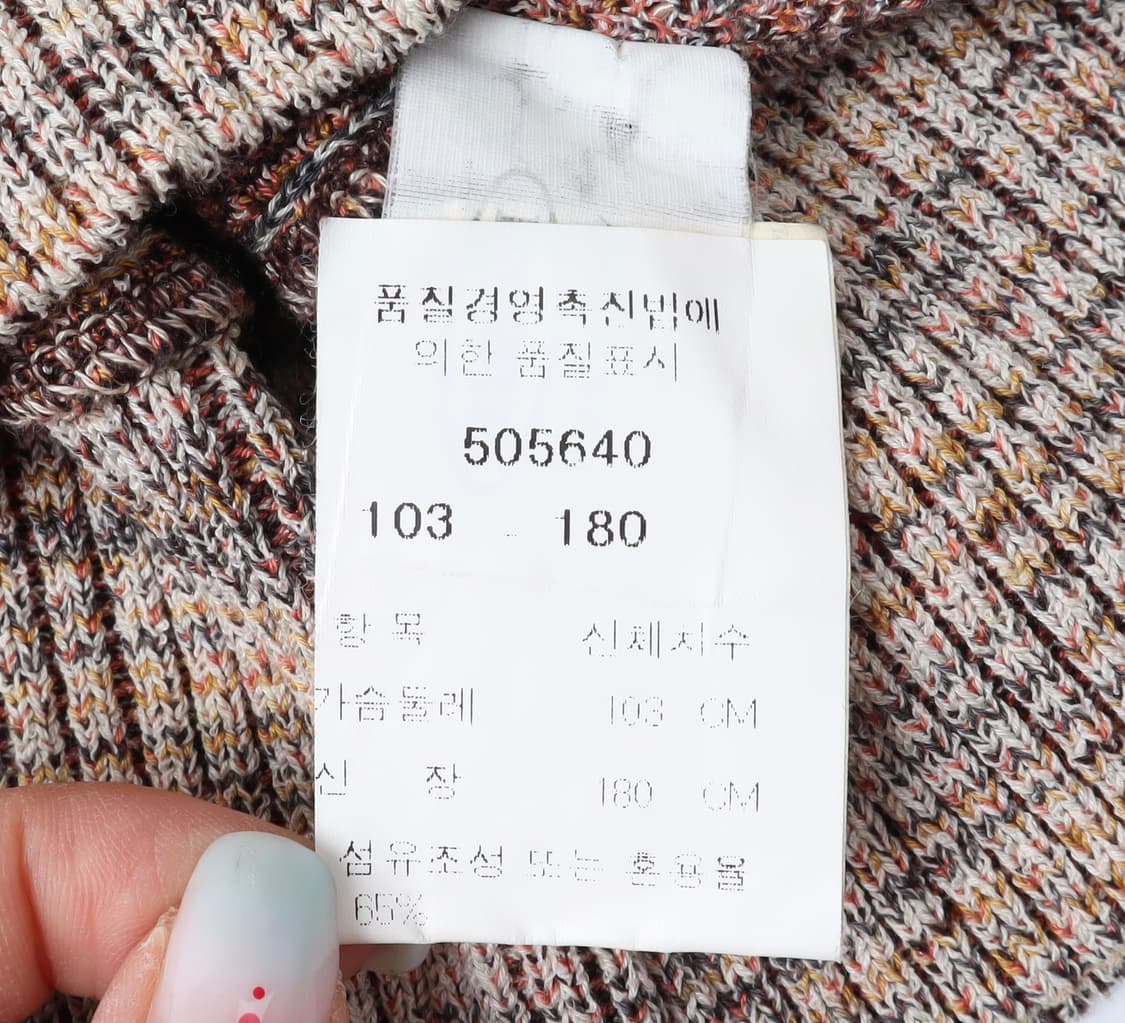 품질경영촉진법에
의한 품질표시
505640
103 - 180
항 목 신체치수
가슴둘레 103 CM
신 장 180 CM
섬유조성 또는 혼용율
65%